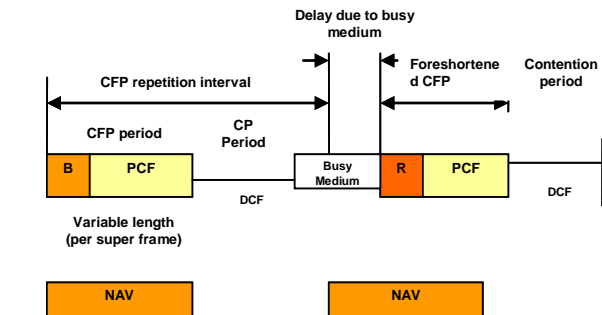 Delay due to busy
medium
CFP repetition interval
Foreshortene
d CFP
Contention
period
CFP period
CP
Period
B
PCF
Busy
Medium
R
PCF
DCF
DCF
Variable length
(per super frame)
NAV
NAV